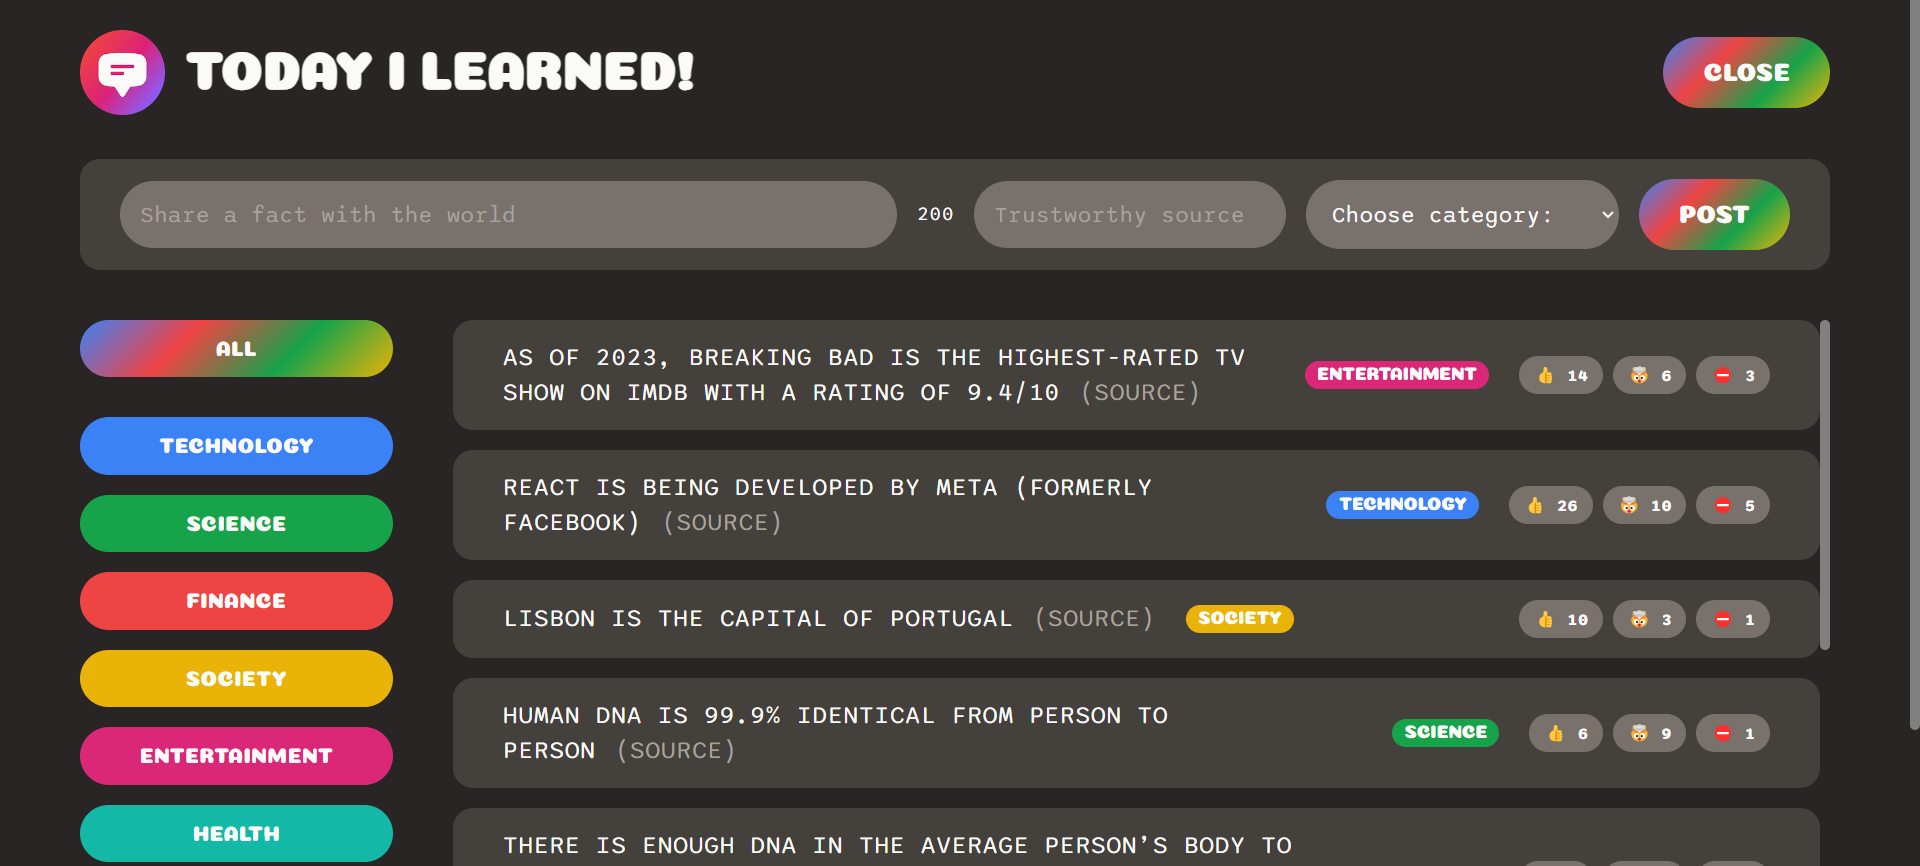 TODAY I LEARNED!
CLOSE
Share a fact with the world
200
Trustworthy source
Choose category:
POST
ALL
TECHNOLOGY
SCIENCE
FINANCE
SOCIETY
ENTERTAINMENT
HEALTH
AS OF 2023, BREAKING BAD IS THE HIGHEST-RATED TV
SHOW ON IMDB WITH A RATING OF 9.4/10 (SOURCE)
ENTERTAINMENT
👍 14
🤯 6
⛔ 3
REACT IS BEING DEVELOPED BY META (FORMERLY
FACEBOOK) (SOURCE)
TECHNOLOGY
👍 26
🤯 10
⛔ 5
LISBON IS THE CAPITAL OF PORTUGAL (SOURCE)
SOCIETY
👍 10
🤯 3
⛔ 1
HUMAN DNA IS 99.9% IDENTICAL FROM PERSON TO
PERSON (SOURCE)
SCIENCE
👍 6
🤯 9
⛔ 1
THERE IS ENOUGH DNA IN THE AVERAGE PERSON'S BODY TO